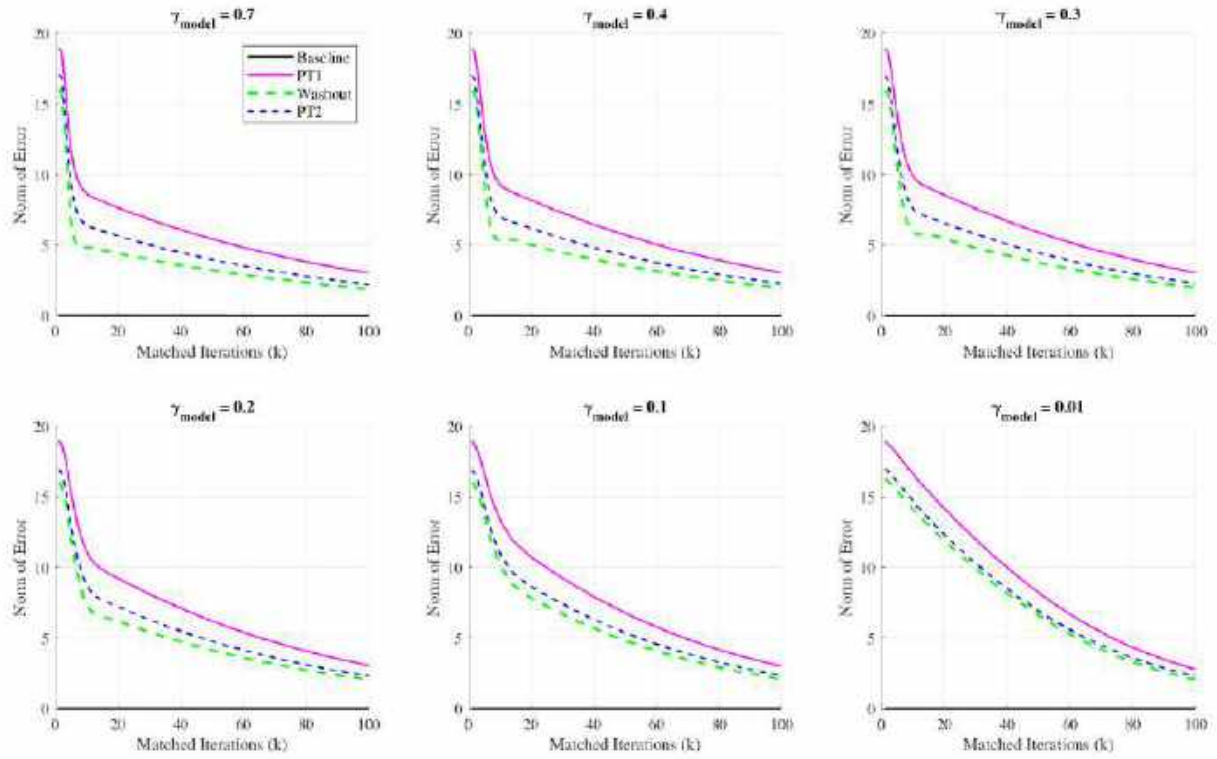 γmodel = 0.7
20
15
10
5
0
Norm of Error
Baseline
PT1
Washout
PT2
0 20 40 60 80 100
Matched Iterations (k)
γmodel = 0.4
20
15
10
5
0
Norm of Error
0 20 40 60 80 100
Matched Iterations (k)
γmodel = 0.3
20
15
10
5
0
Norm of Error
0 20 40 60 80 100
Matched Iterations (k)
γmodel = 0.2
20
15
10
5
0
Norm of Error
0 20 40 60 80 100
Matched Iterations (k)
γmodel = 0.1
20
15
10
5
0
Norm of Error
0 20 40 60 80 100
Matched Iterations (k)
γmodel = 0.01
20
15
10
5
0
Norm of Error
0 20 40 60 80 100
Matched Iterations (k)